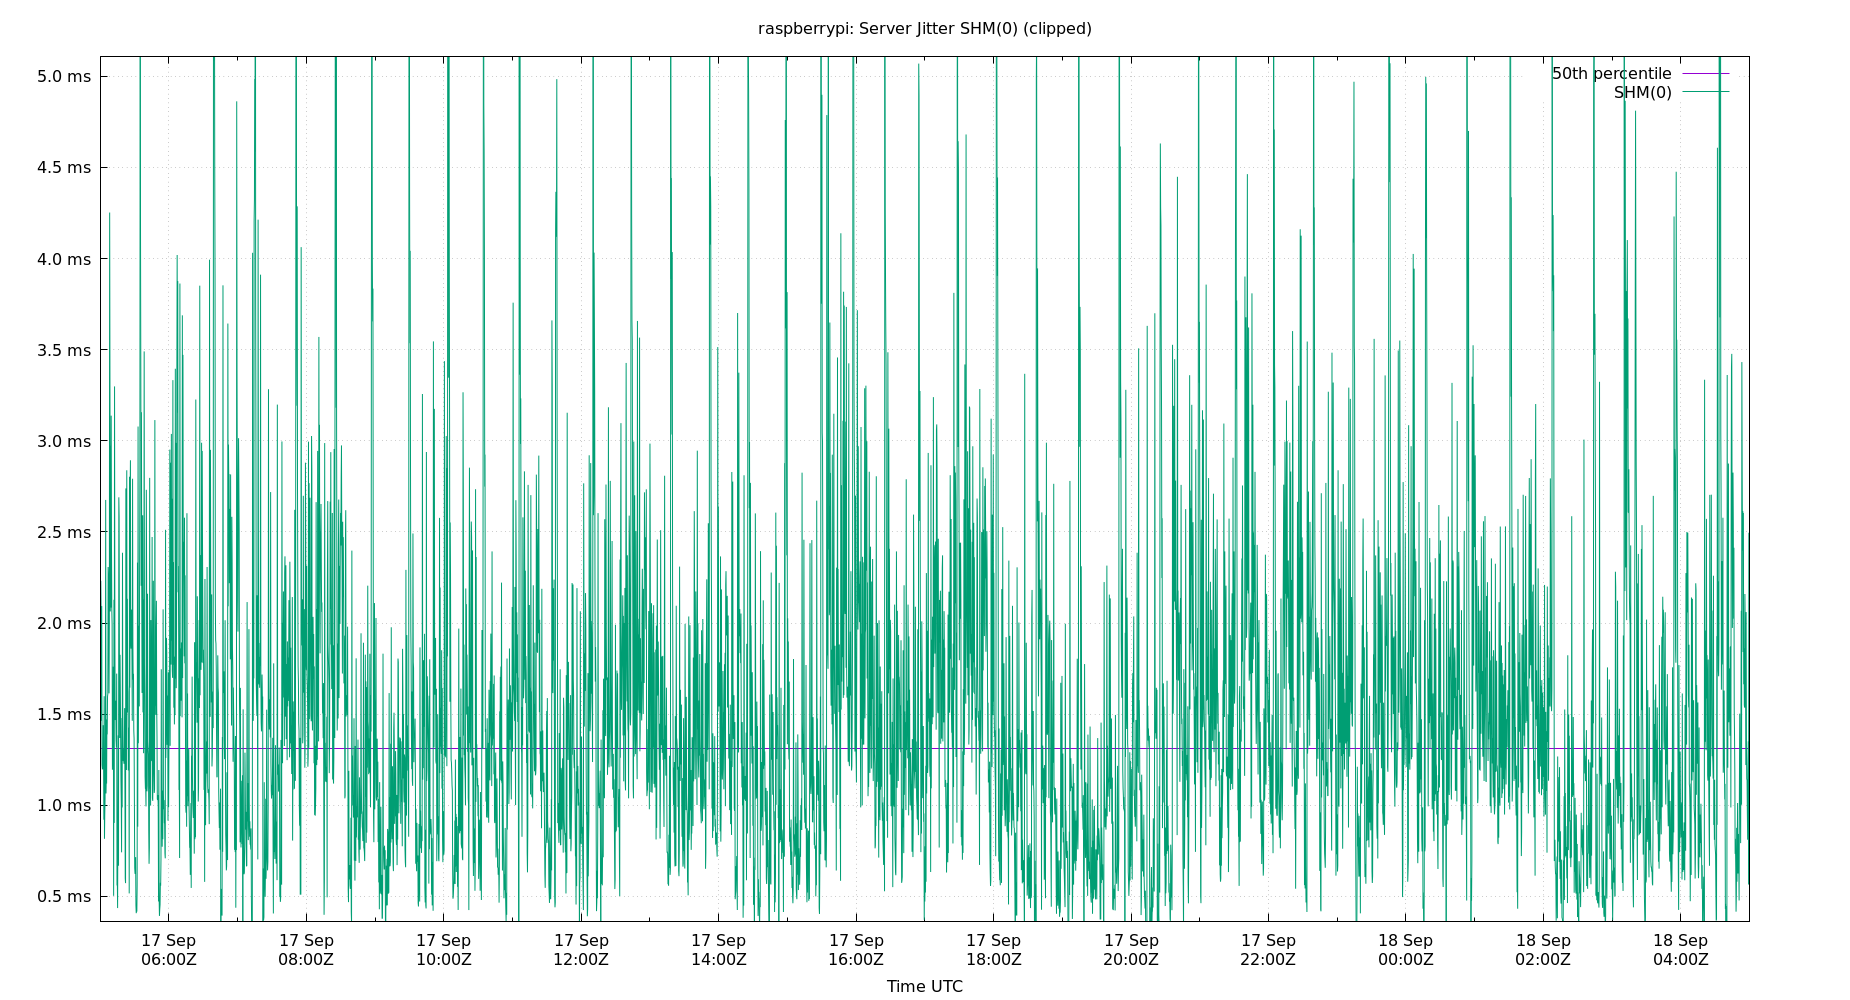 raspberrypi: Server Jitter SHM(0) (clipped)
5.0 ms
50th percentile
SHM(0)
4.5 ms
4.0 ms
3.5 ms
3.0 ms
2.5 ms
2.0 ms
1.5 ms
1.0 ms
0.5 ms
17 Sep 17 Sep 17 Sep 17 Sep 17 Sep 17 Sep 17 Sep 17 Sep 17 Sep 18 Sep 18 Sep 18 Sep
06:00Z 08:00Z 10:00Z 12:00Z 14:00Z 16:00Z 18:00Z 20:00Z 22:00Z 00:00Z 02:00Z 04:00Z
Time UTC